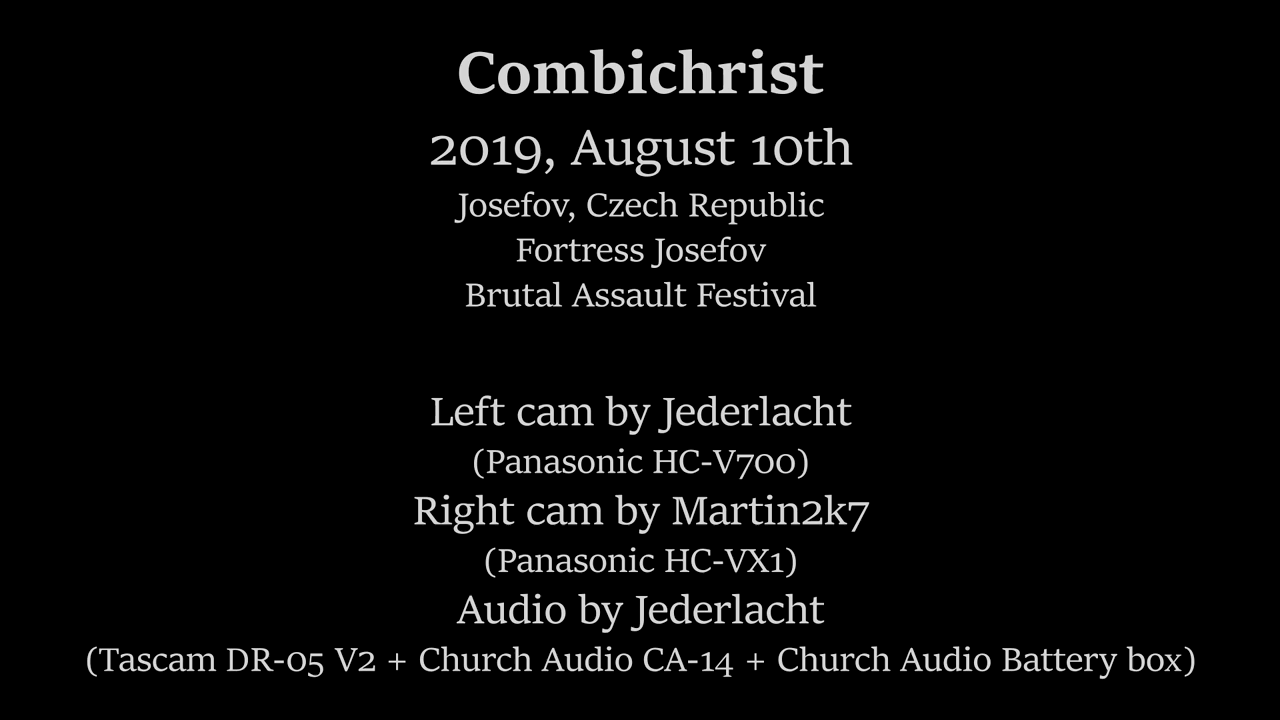 Combichrist
2019, August 10th
Josefov, Czech Republic
Fortress Josefov
Brutal Assault Festival
Left cam by Jederlacht
(Panasonic HC-V700)
Right cam by Martin2k7
(Panasonic HC-VX1)
Audio by Jederlacht
(Tascam DR-05 V2 + Church Audio CA-14 + Church Audio Battery box)